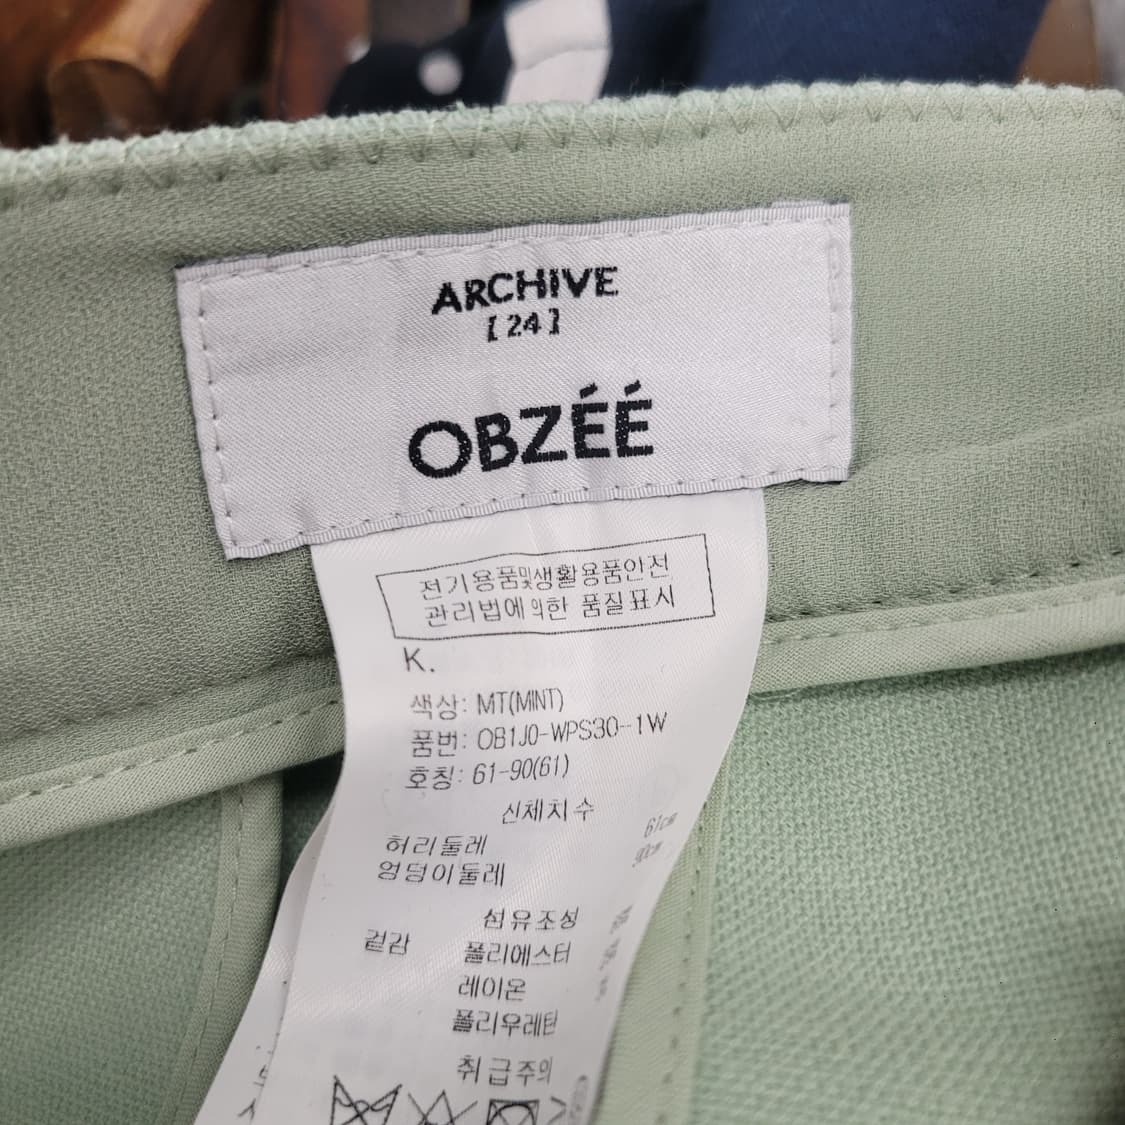 ARCHIVE
[24]
OBZÉÉ
전기용품및생활용품안전
관리법에의한 품질표시
K.
색상: MT(MINT)
품번: OB1J0-WPS30-1W
호칭: 61-90(61)
신체치수
허리둘레 61cm
엉덩이둘레 90cm
섬유조성
겉감 폴리에스터
레이온
폴리우레탄
취급주의